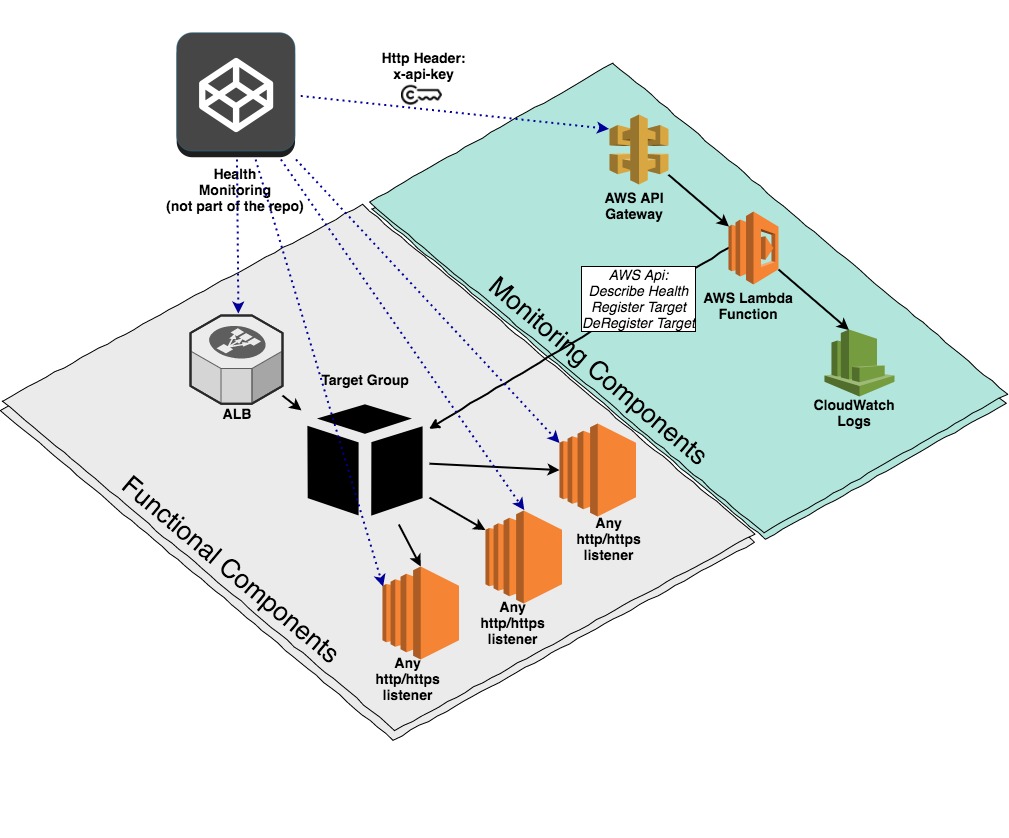 Http Header:
x-api-key
Health
Monitoring
(not part of the repo)
AWS API
Gateway
AWS Api:
Describe Health
Register Target
DeRegister Target
AWS Lambda
Function
CloudWatch
Logs
Monitoring Components
ALB
Target Group
Functional Components
Any
http/https
listener
Any
http/https
listener
Any
http/https
listener